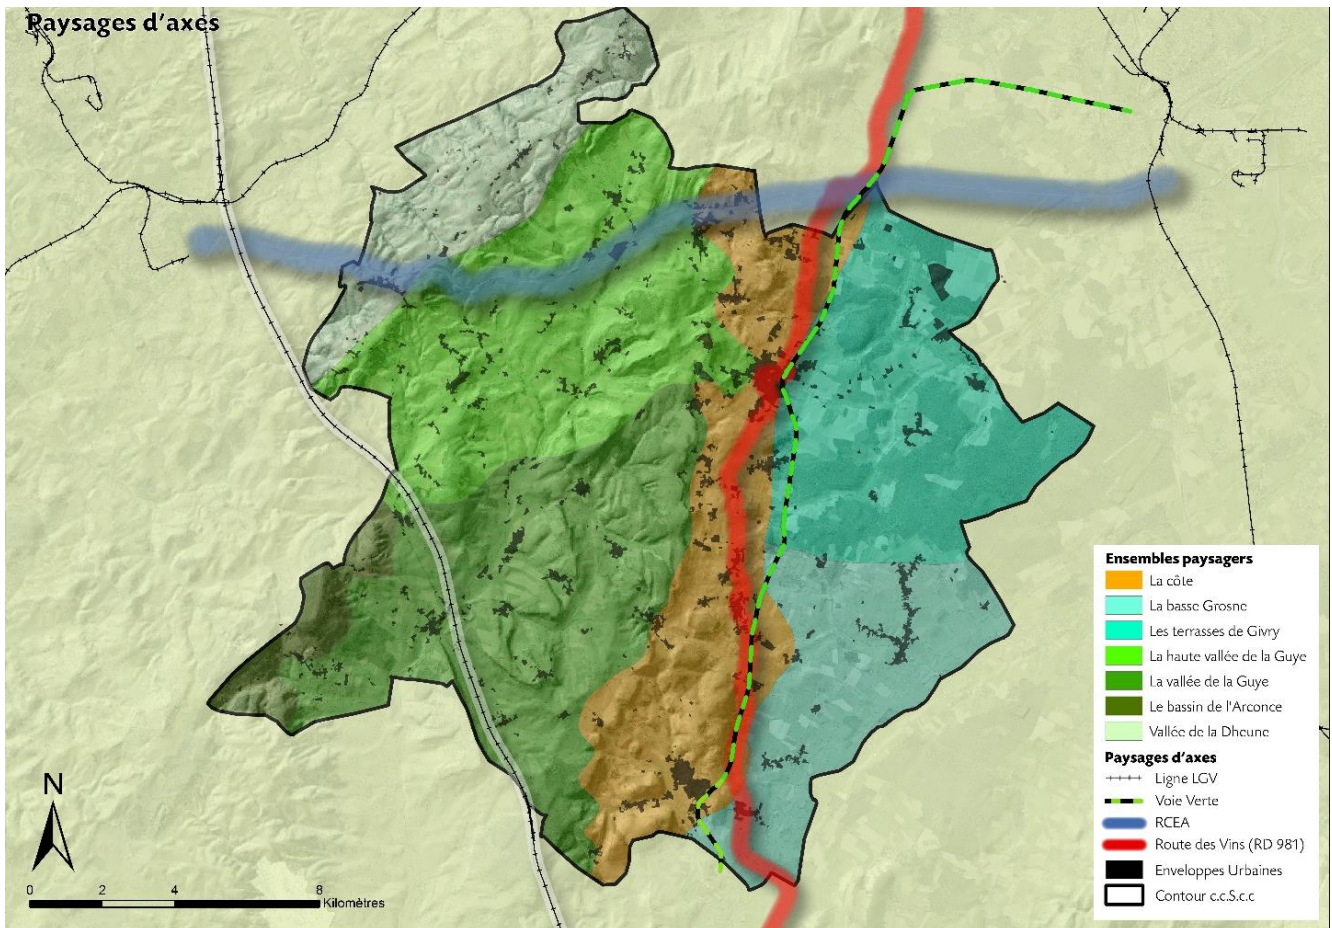 Paysages d'axes
Ensembles paysagers
La côte
La basse Grosne
Les terrasses de Givry
La haute vallée de la Guye
La vallée de la Guye
Le bassin de l'Arconce
Vallée de la Dheune
Paysages d'axes
Ligne LGV
Voie Verte
RCEA
Route des Vins (RD 981)
Enveloppes Urbaines
Contour c.c.S.c.c
N
0 2 4 8
Kilomètres